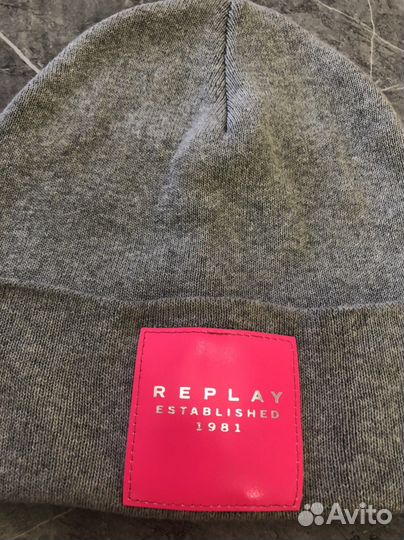 REPLAY
ESTABLISHED
1981
Avito